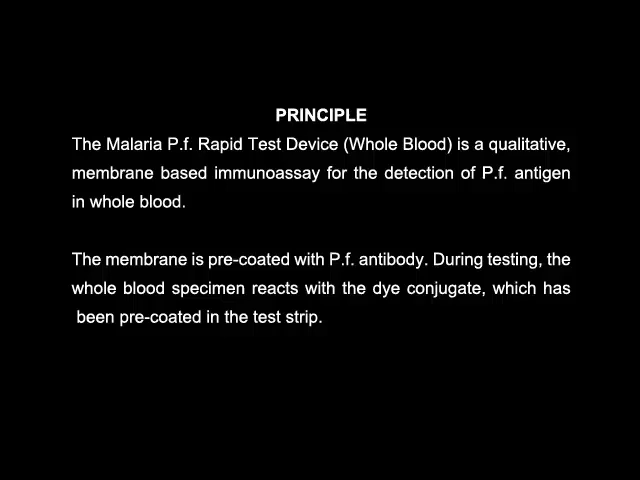 PRINCIPLE
The Malaria P.f. Rapid Test Device (Whole Blood) is a qualitative,
membrane based immunoassay for the detection of P.f. antigen
in whole blood.
The membrane is pre-coated with P.f. antibody. During testing, the
whole blood specimen reacts with the dye conjugate, which has
been pre-coated in the test strip.